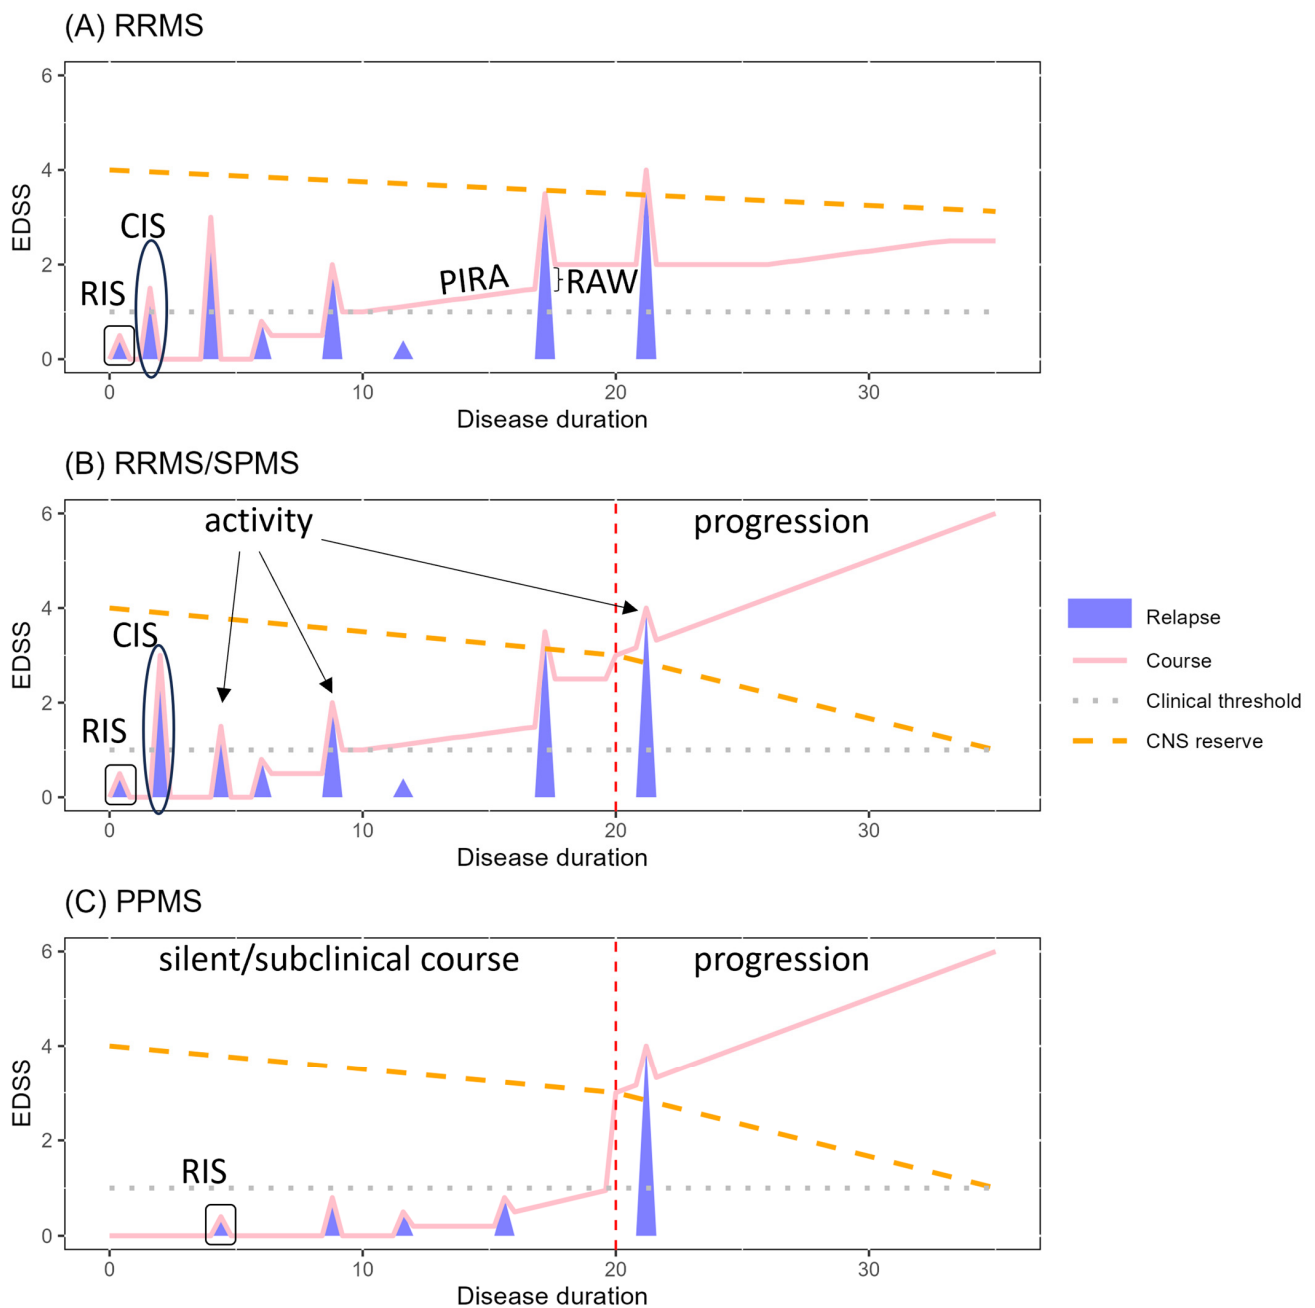 (A) RRMS
6
4
2
0
EDSS
RIS
CIS
PIRA
RAW
0 10 20 30
Disease duration
(B) RRMS/SPMS
activity
progression
6
4
2
0
EDSS
CIS
RIS
0 10 20 30
Disease duration
Relapse
Course
Clinical threshold
CNS reserve
(C) PPMS
silent/subclinical course
progression
6
4
2
0
EDSS
RIS
0 10 20 30
Disease duration